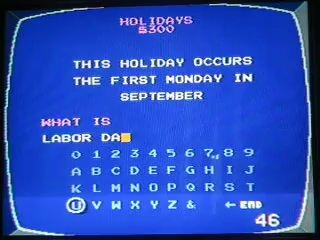 HOLIDAYS
$300
THIS HOLIDAY OCCURS
THE FIRST MONDAY IN
SEPTEMBER
WHAT IS
LABOR DA
0 1 2 3 4 5 6 7 8 9
A B C D E F G H I J
K L M N O P Q R S T
U V W X Y Z & ← END
46